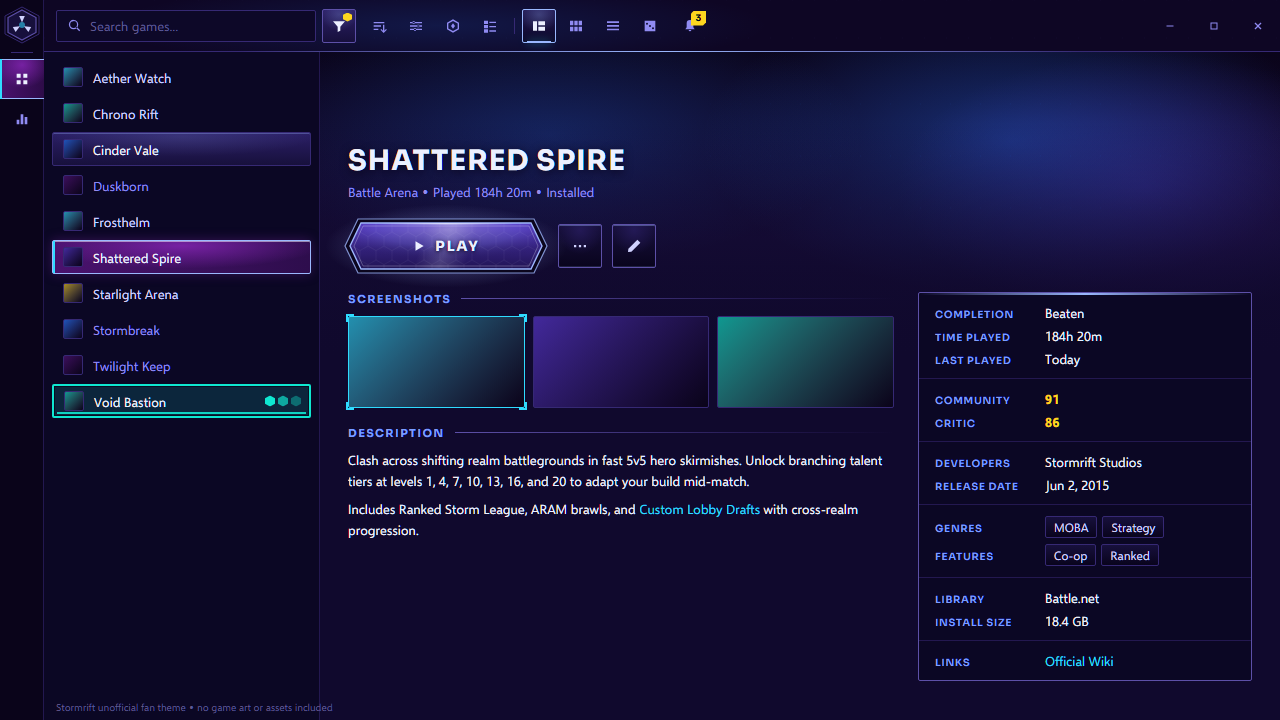 Search games...
3
Aether Watch
Chrono Rift
Cinder Vale
Duskborn
Frosthelm
Shattered Spire
Starlight Arena
Stormbreak
Twilight Keep
Void Bastion
SHATTERED SPIRE
Battle Arena • Played 184h 20m • Installed
PLAY
SCREENSHOTS
DESCRIPTION
Clash across shifting realm battlegrounds in fast 5v5 hero skirmishes. Unlock branching talent
tiers at levels 1, 4, 7, 10, 13, 16, and 20 to adapt your build mid-match.
Includes Ranked Storm League, ARAM brawls, and Custom Lobby Drafts with cross-realm
progression.
COMPLETION Beaten
TIME PLAYED 184h 20m
LAST PLAYED Today
COMMUNITY 91
CRITIC 86
DEVELOPERS Stormrift Studios
RELEASE DATE Jun 2, 2015
GENRES MOBA Strategy
FEATURES Co-op Ranked
LIBRARY Battle.net
INSTALL SIZE 18.4 GB
LINKS Official Wiki
Stormrift unofficial fan theme • no game art or assets included